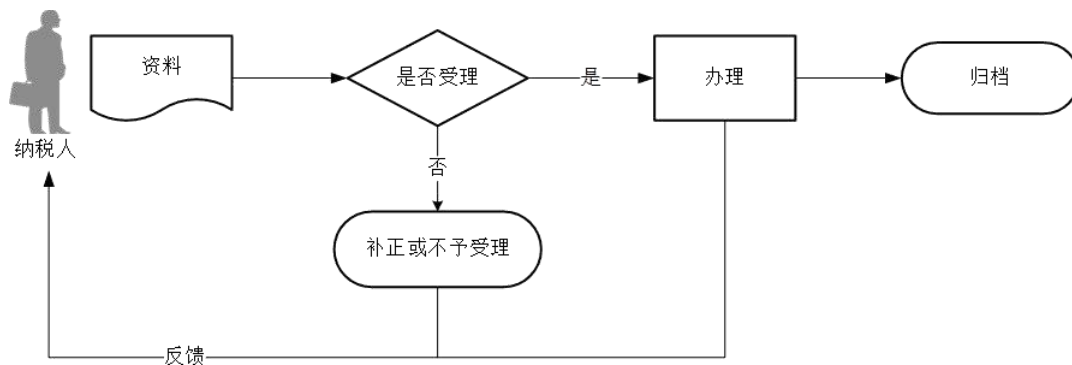 资料
是否受理
是
办理
归档
纳税人
否
补正或不予受理
反馈